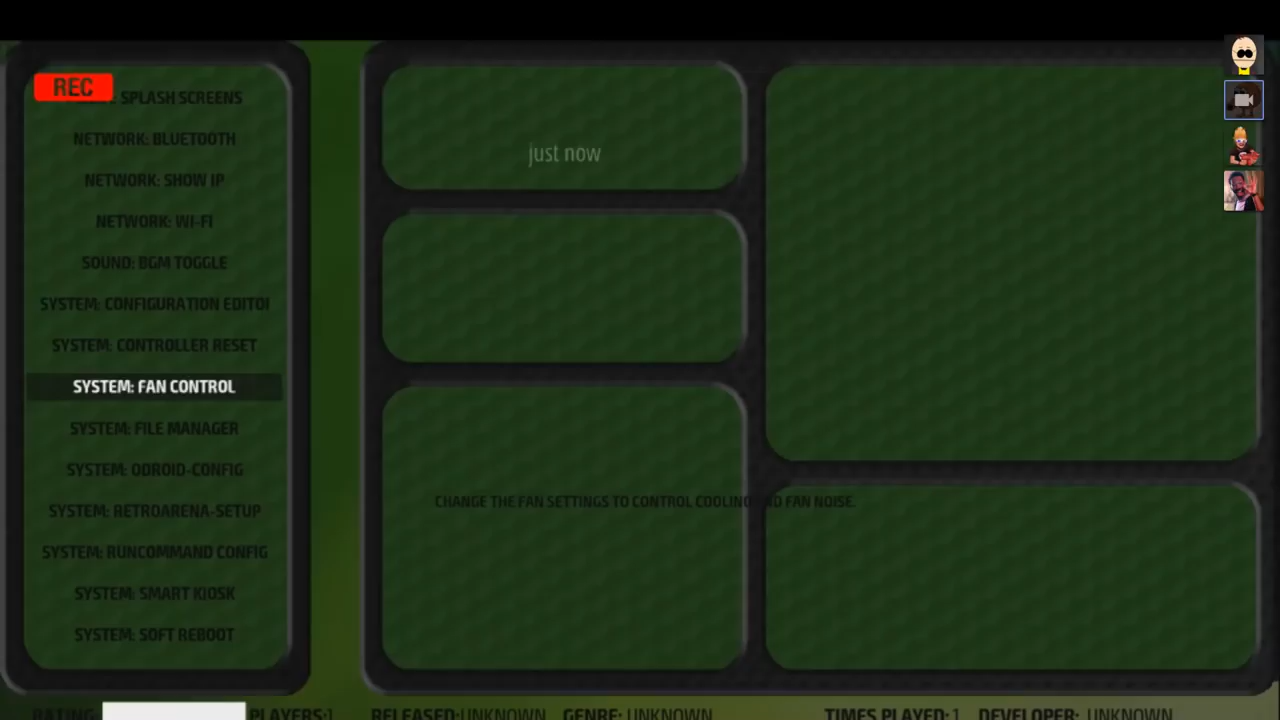 REC
SPLASH SCREENS
NETWORK: BLUETOOTH
NETWORK: SHOW IP
NETWORK: WI-FI
SOUND: BGM TOGGLE
SYSTEM: CONFIGURATION EDITOI
SYSTEM: CONTROLLER RESET
SYSTEM: FAN CONTROL
SYSTEM: FILE MANAGER
SYSTEM: ODROID-CONFIG
SYSTEM: RETROARENA-SETUP
SYSTEM: RUNCOMMAND CONFIG
SYSTEM: SMART KIOSK
SYSTEM: SOFT REBOOT
just now
CHANGE THE FAN SETTINGS TO CONTROL COOLING AND FAN NOISE.
RATING: PLAYERS:1 RELEASED:UNKNOWN GENRE: UNKNOWN TIMES PLAYED: 1 DEVELOPER: UNKNOWN